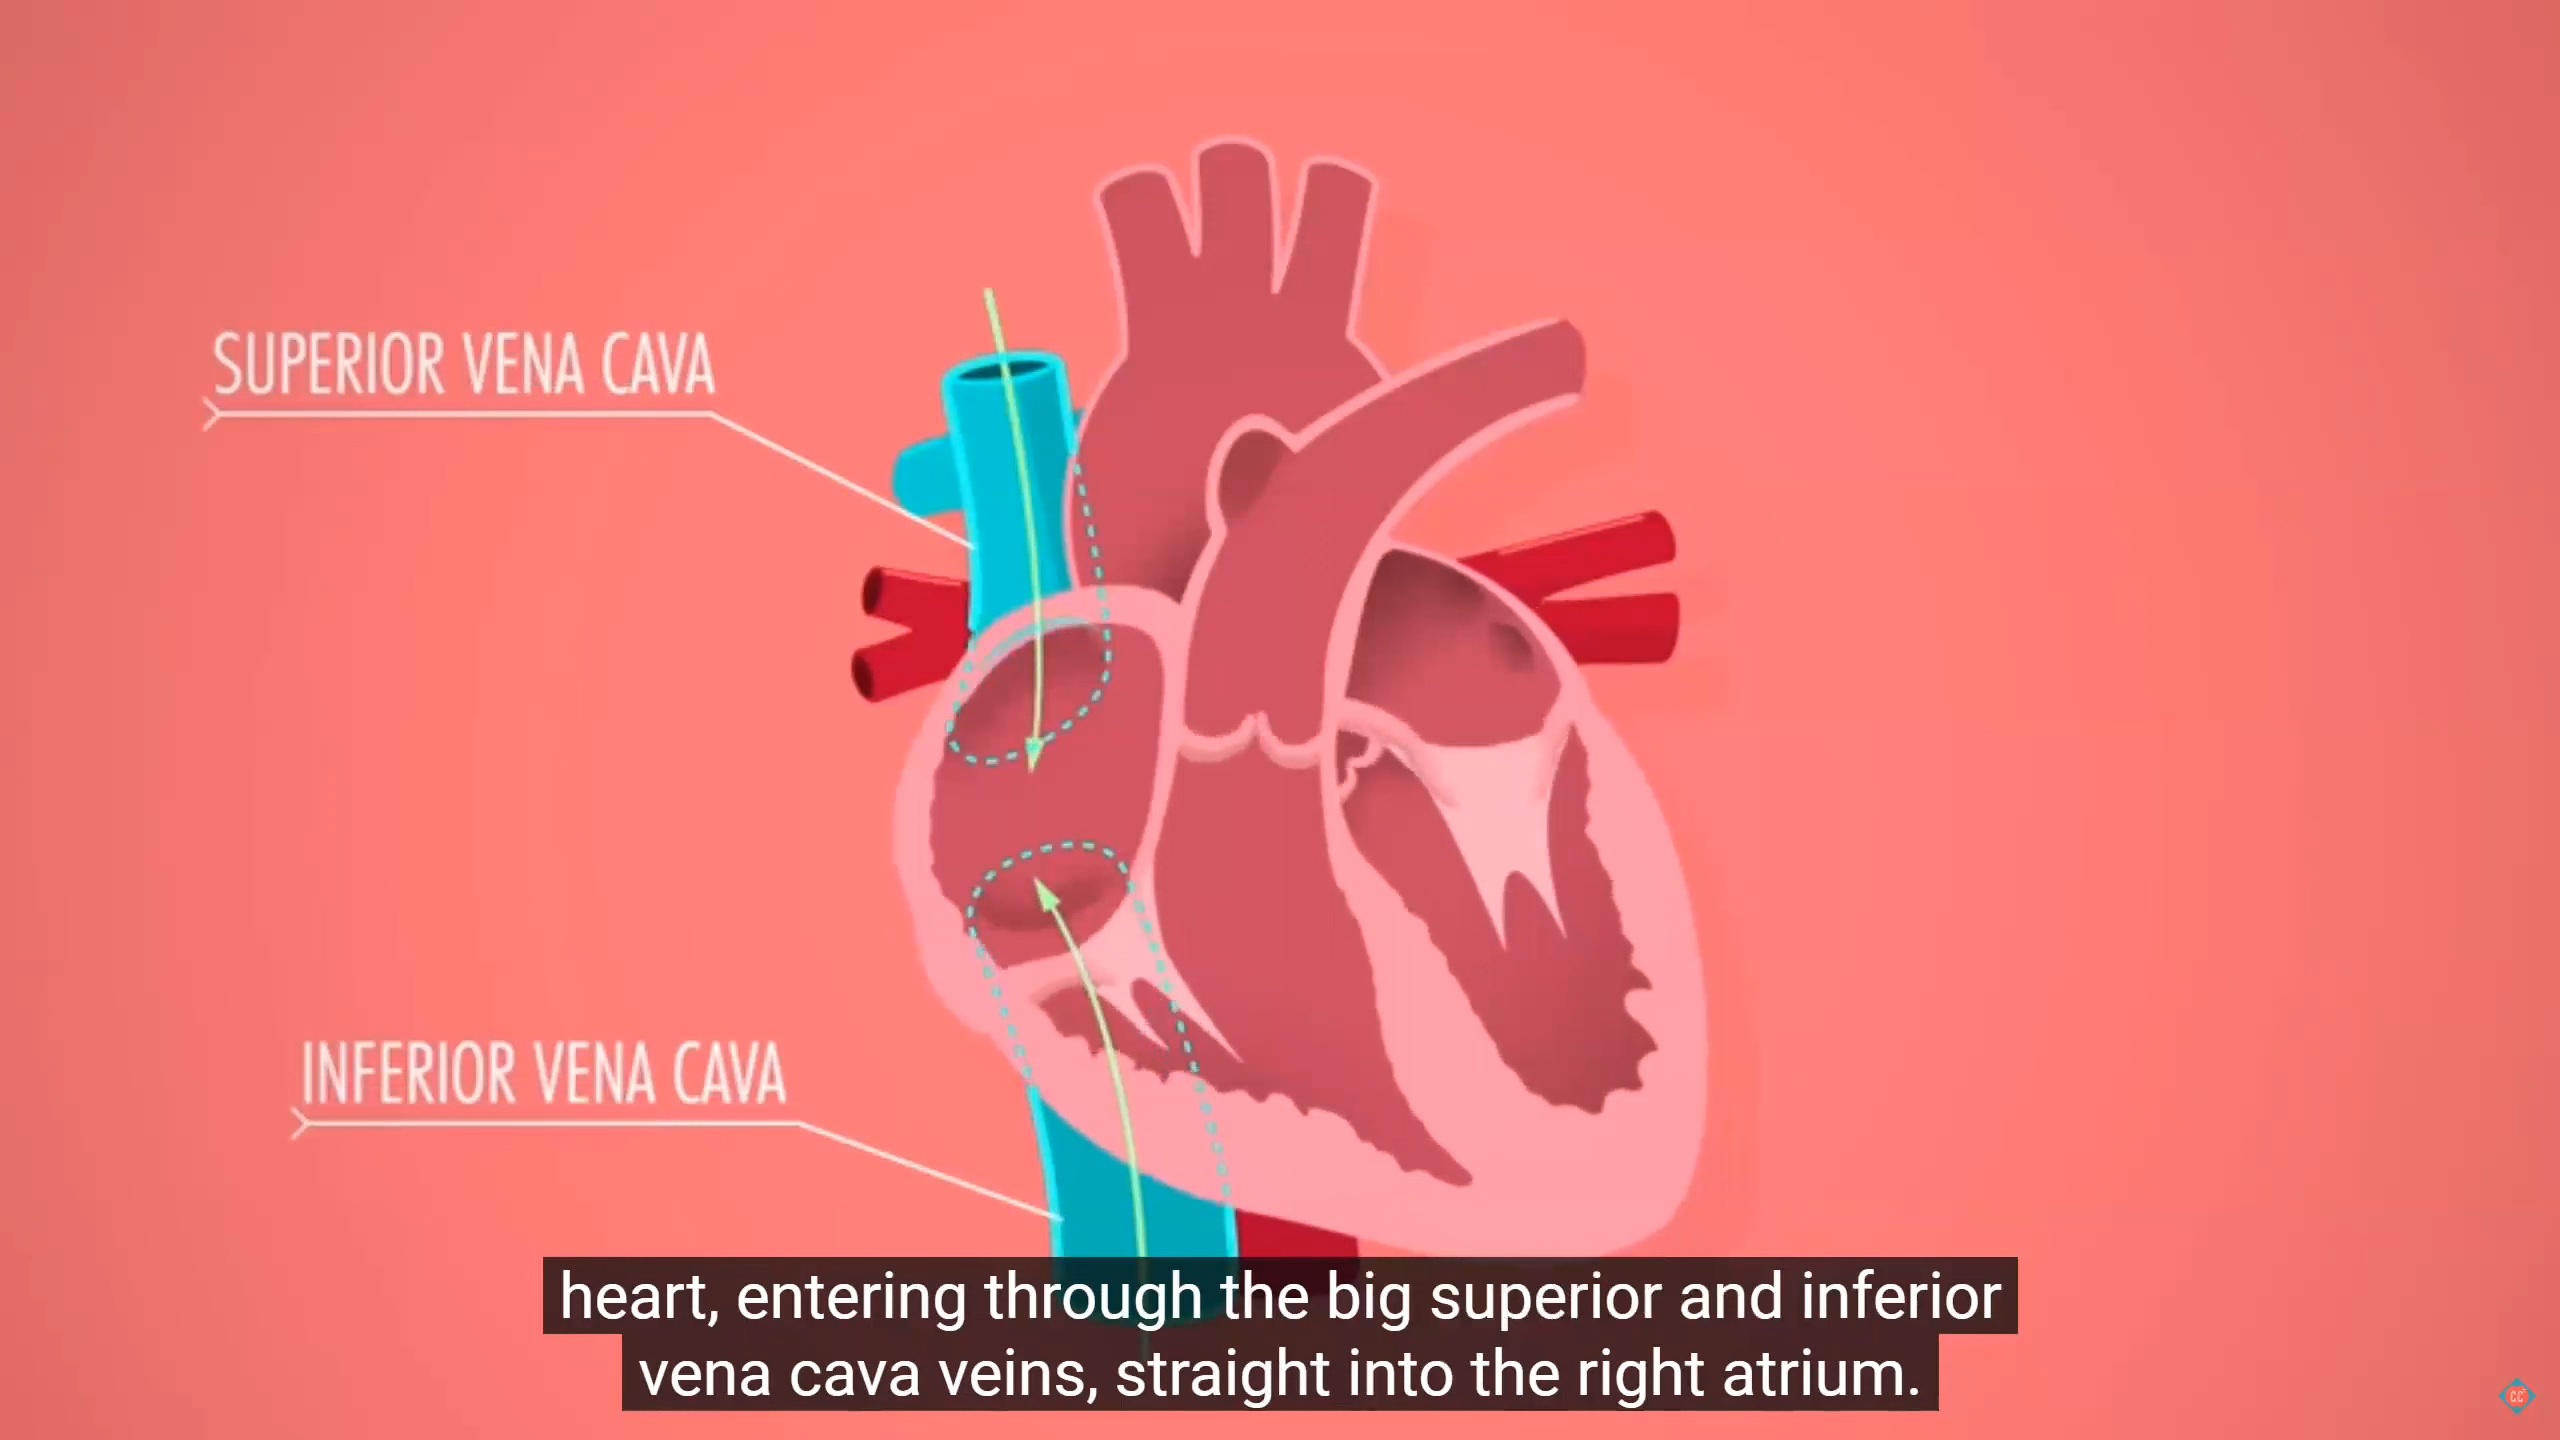 SUPERIOR VENA CAVA
INFERIOR VENA CAVA
heart, entering through the big superior and inferior
vena cava veins, straight into the right atrium.
CC